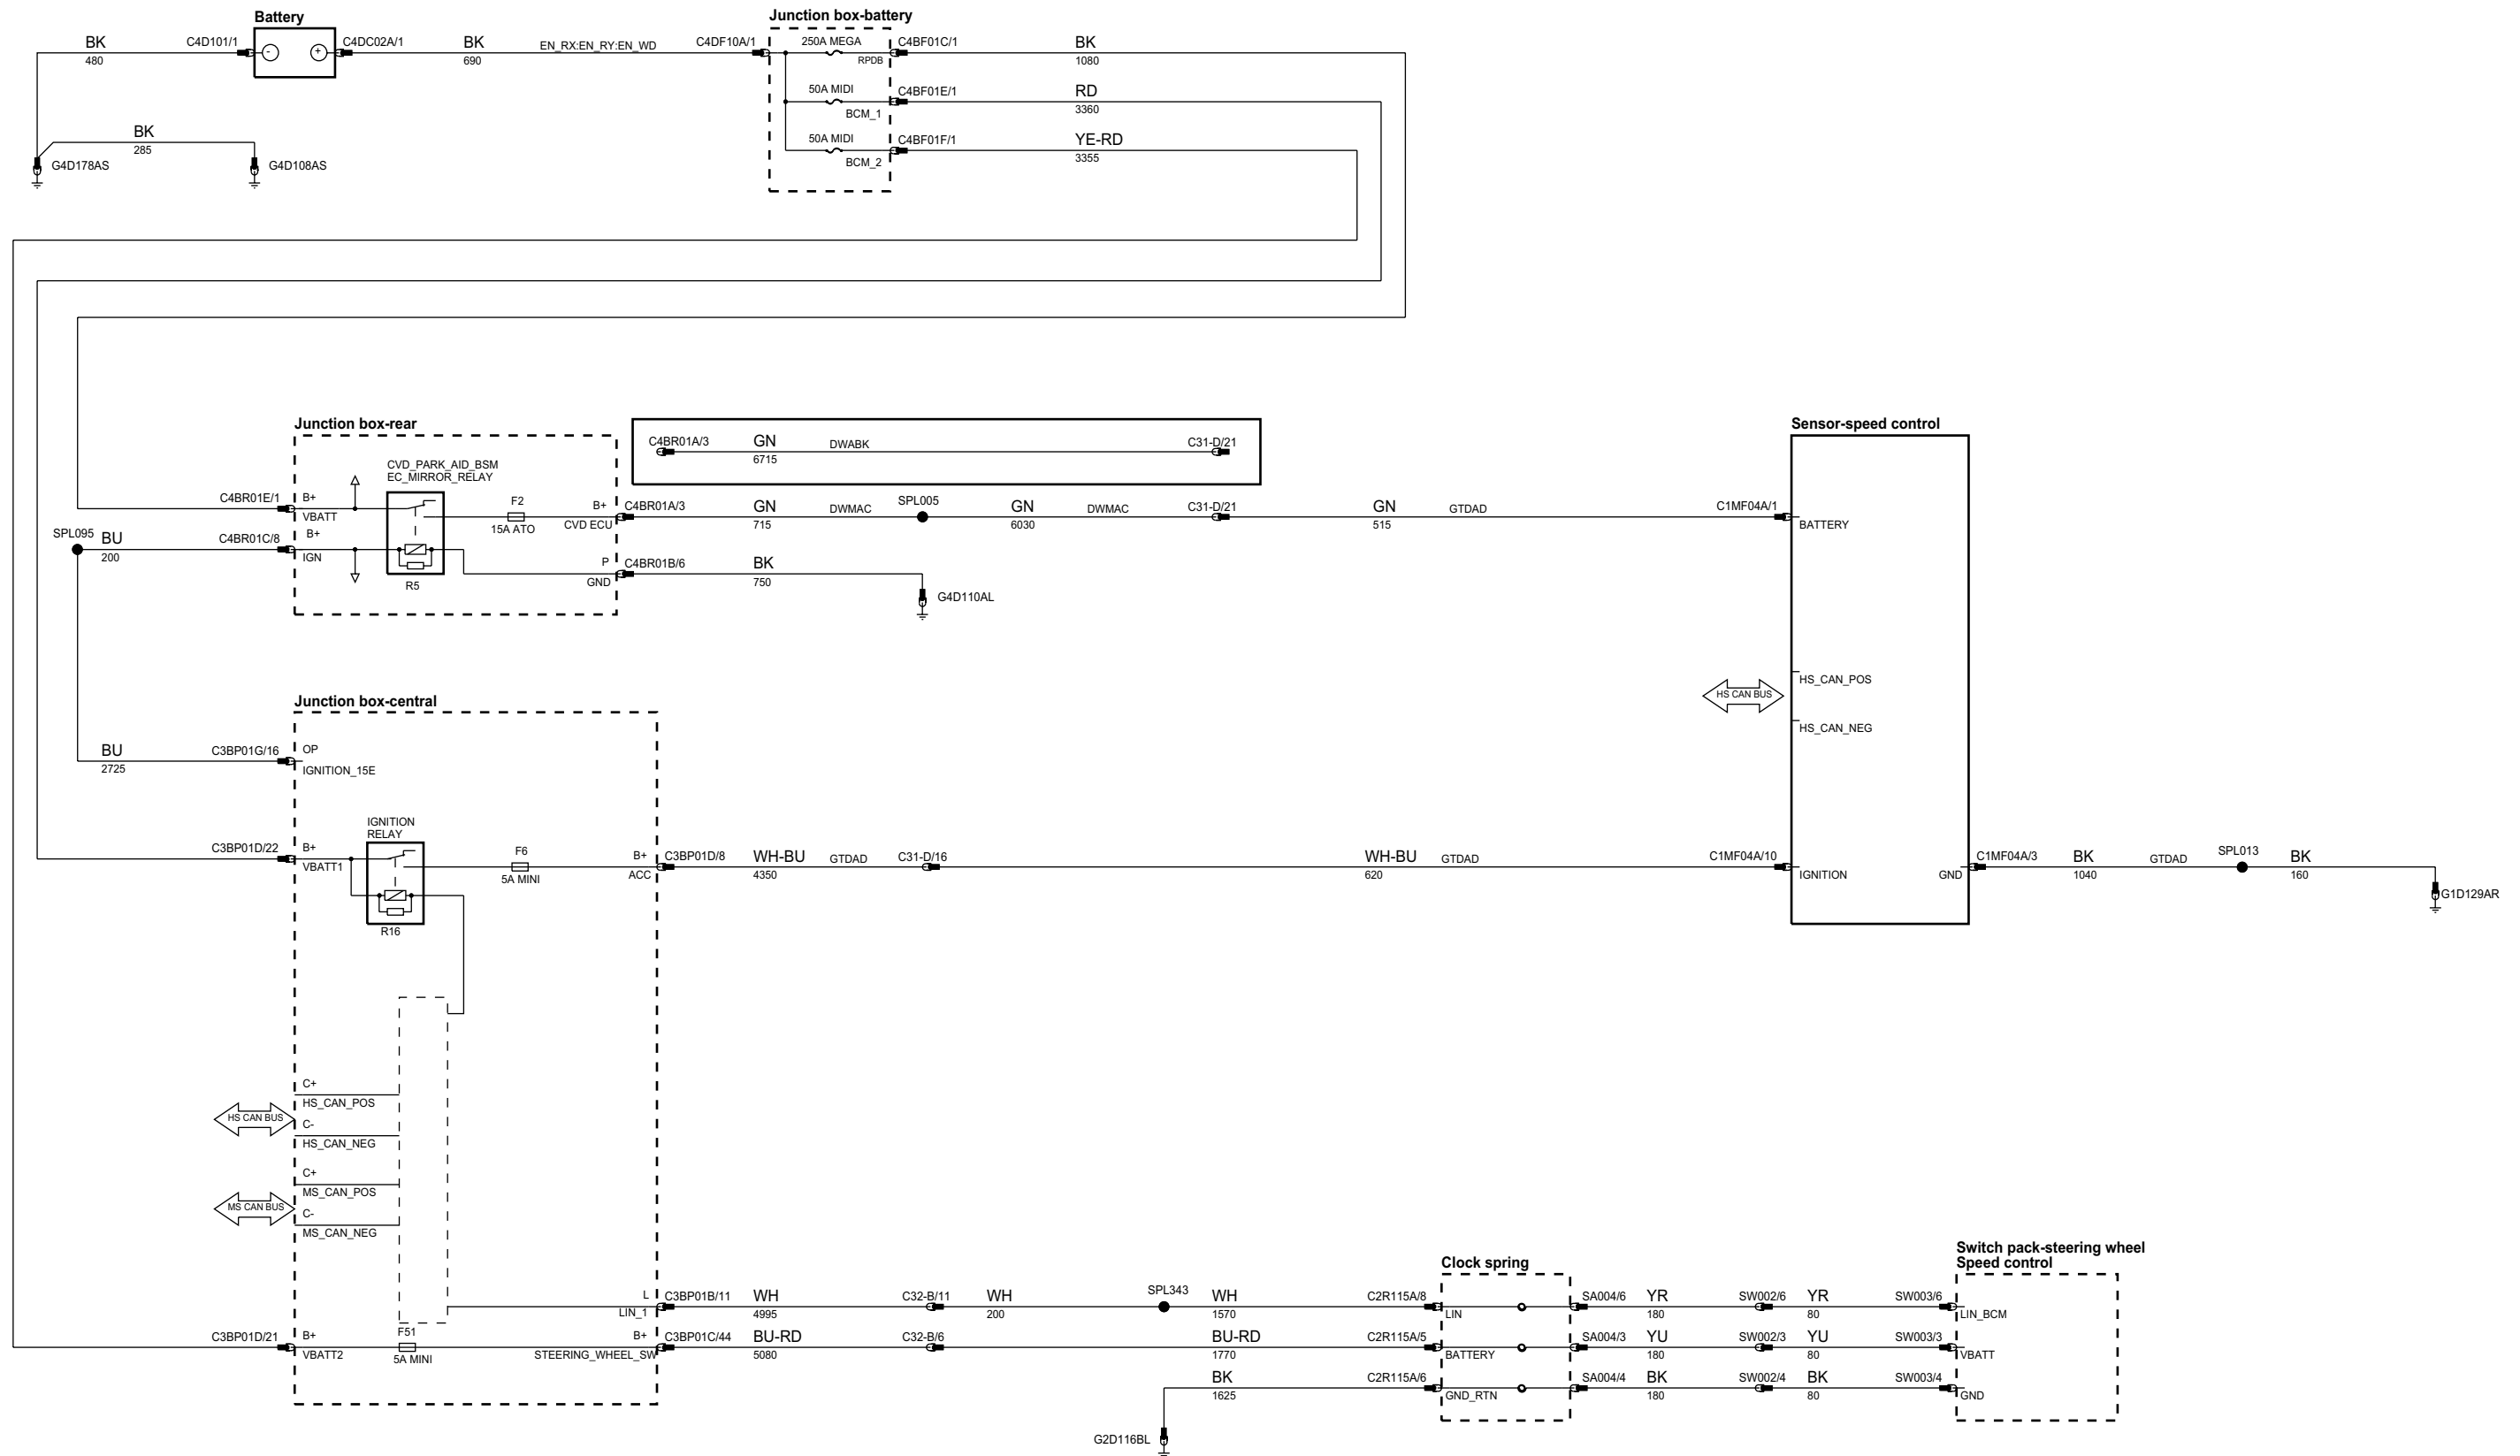 Battery
Junction box-battery
BK
480
C4D101/1
-
+
C4DC02A/1
BK
690
EN_RX:EN_RY:EN_WD
C4DF10A/1
250A MEGA
RPDB
C4BF01C/1
BK
1080
50A MIDI
BCM_1
C4BF01E/1
RD
3360
50A MIDI
BCM_2
C4BF01F/1
YE-RD
3355
BK
285
G4D178AS
G4D108AS
Junction box-rear
Sensor-speed control
C4BR01A/3
GN
6715
DWABK
C31-D/21
CVD_PARK_AID_BSM
EC_MIRROR_RELAY
C4BR01E/1
B+
VBATT
F2
15A ATO
B+
CVD ECU
C4BR01A/3
GN
715
DWMAC
SPL005
GN
6030
DWMAC
C31-D/21
GN
515
GTDAD
C1MF04A/1
BATTERY
SPL095
BU
200
C4BR01C/8
B+
IGN
R5
P
GND
C4BR01B/6
BK
750
G4D110AL
HS CAN BUS
HS_CAN_POS
HS_CAN_NEG
Junction box-central
BU
2725
C3BP01G/16
OP
IGNITION_15E
IGNITION
RELAY
C3BP01D/22
B+
VBATT1
R16
F6
5A MINI
B+
ACC
C3BP01D/8
WH-BU
4350
GTDAD
C31-D/16
WH-BU
620
GTDAD
C1MF04A/10
IGNITION
GND
C1MF04A/3
BK
1040
GTDAD
SPL013
BK
160
G1D129AR
HS CAN BUS
C+
HS_CAN_POS
C-
HS_CAN_NEG
MS CAN BUS
C+
MS_CAN_POS
C-
MS_CAN_NEG
Clock spring
Switch pack-steering wheel
Speed control
L
LIN_1
C3BP01B/11
WH
4995
C32-B/11
WH
200
SPL343
WH
1570
C2R115A/8
LIN
SA004/6
YR
180
SW002/6
YR
80
SW003/6
LIN_BCM
C3BP01D/21
B+
VBATT2
F51
5A MINI
B+
STEERING_WHEEL_SW
C3BP01C/44
BU-RD
5080
C32-B/6
BU-RD
1770
C2R115A/5
BATTERY
SA004/3
YU
180
SW002/3
YU
80
SW003/3
VBATT
BK
1625
C2R115A/6
GND_RTN
SA004/4
BK
180
SW002/4
BK
80
SW003/4
GND
G2D116BL